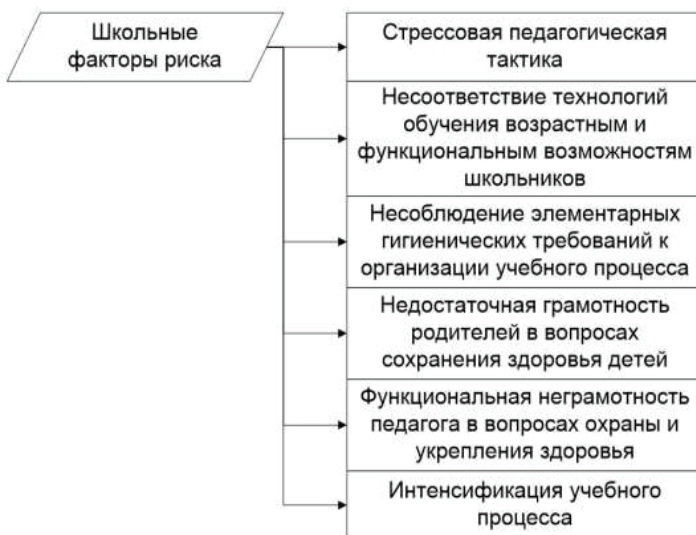 Школьные
факторы риска
Стрессовая педагогическая
тактика
Несоответствие технологий
обучения возрастным и
функциональным возможностям
школьников
Несоблюдение элементарных
гигиенических требований к
организации учебного процесса
Недостаточная грамотность
родителей в вопросах
сохранения здоровья детей
Функциональная неграмотность
педагога в вопросах охраны и
укрепления здоровья
Интенсификация учебного
процесса